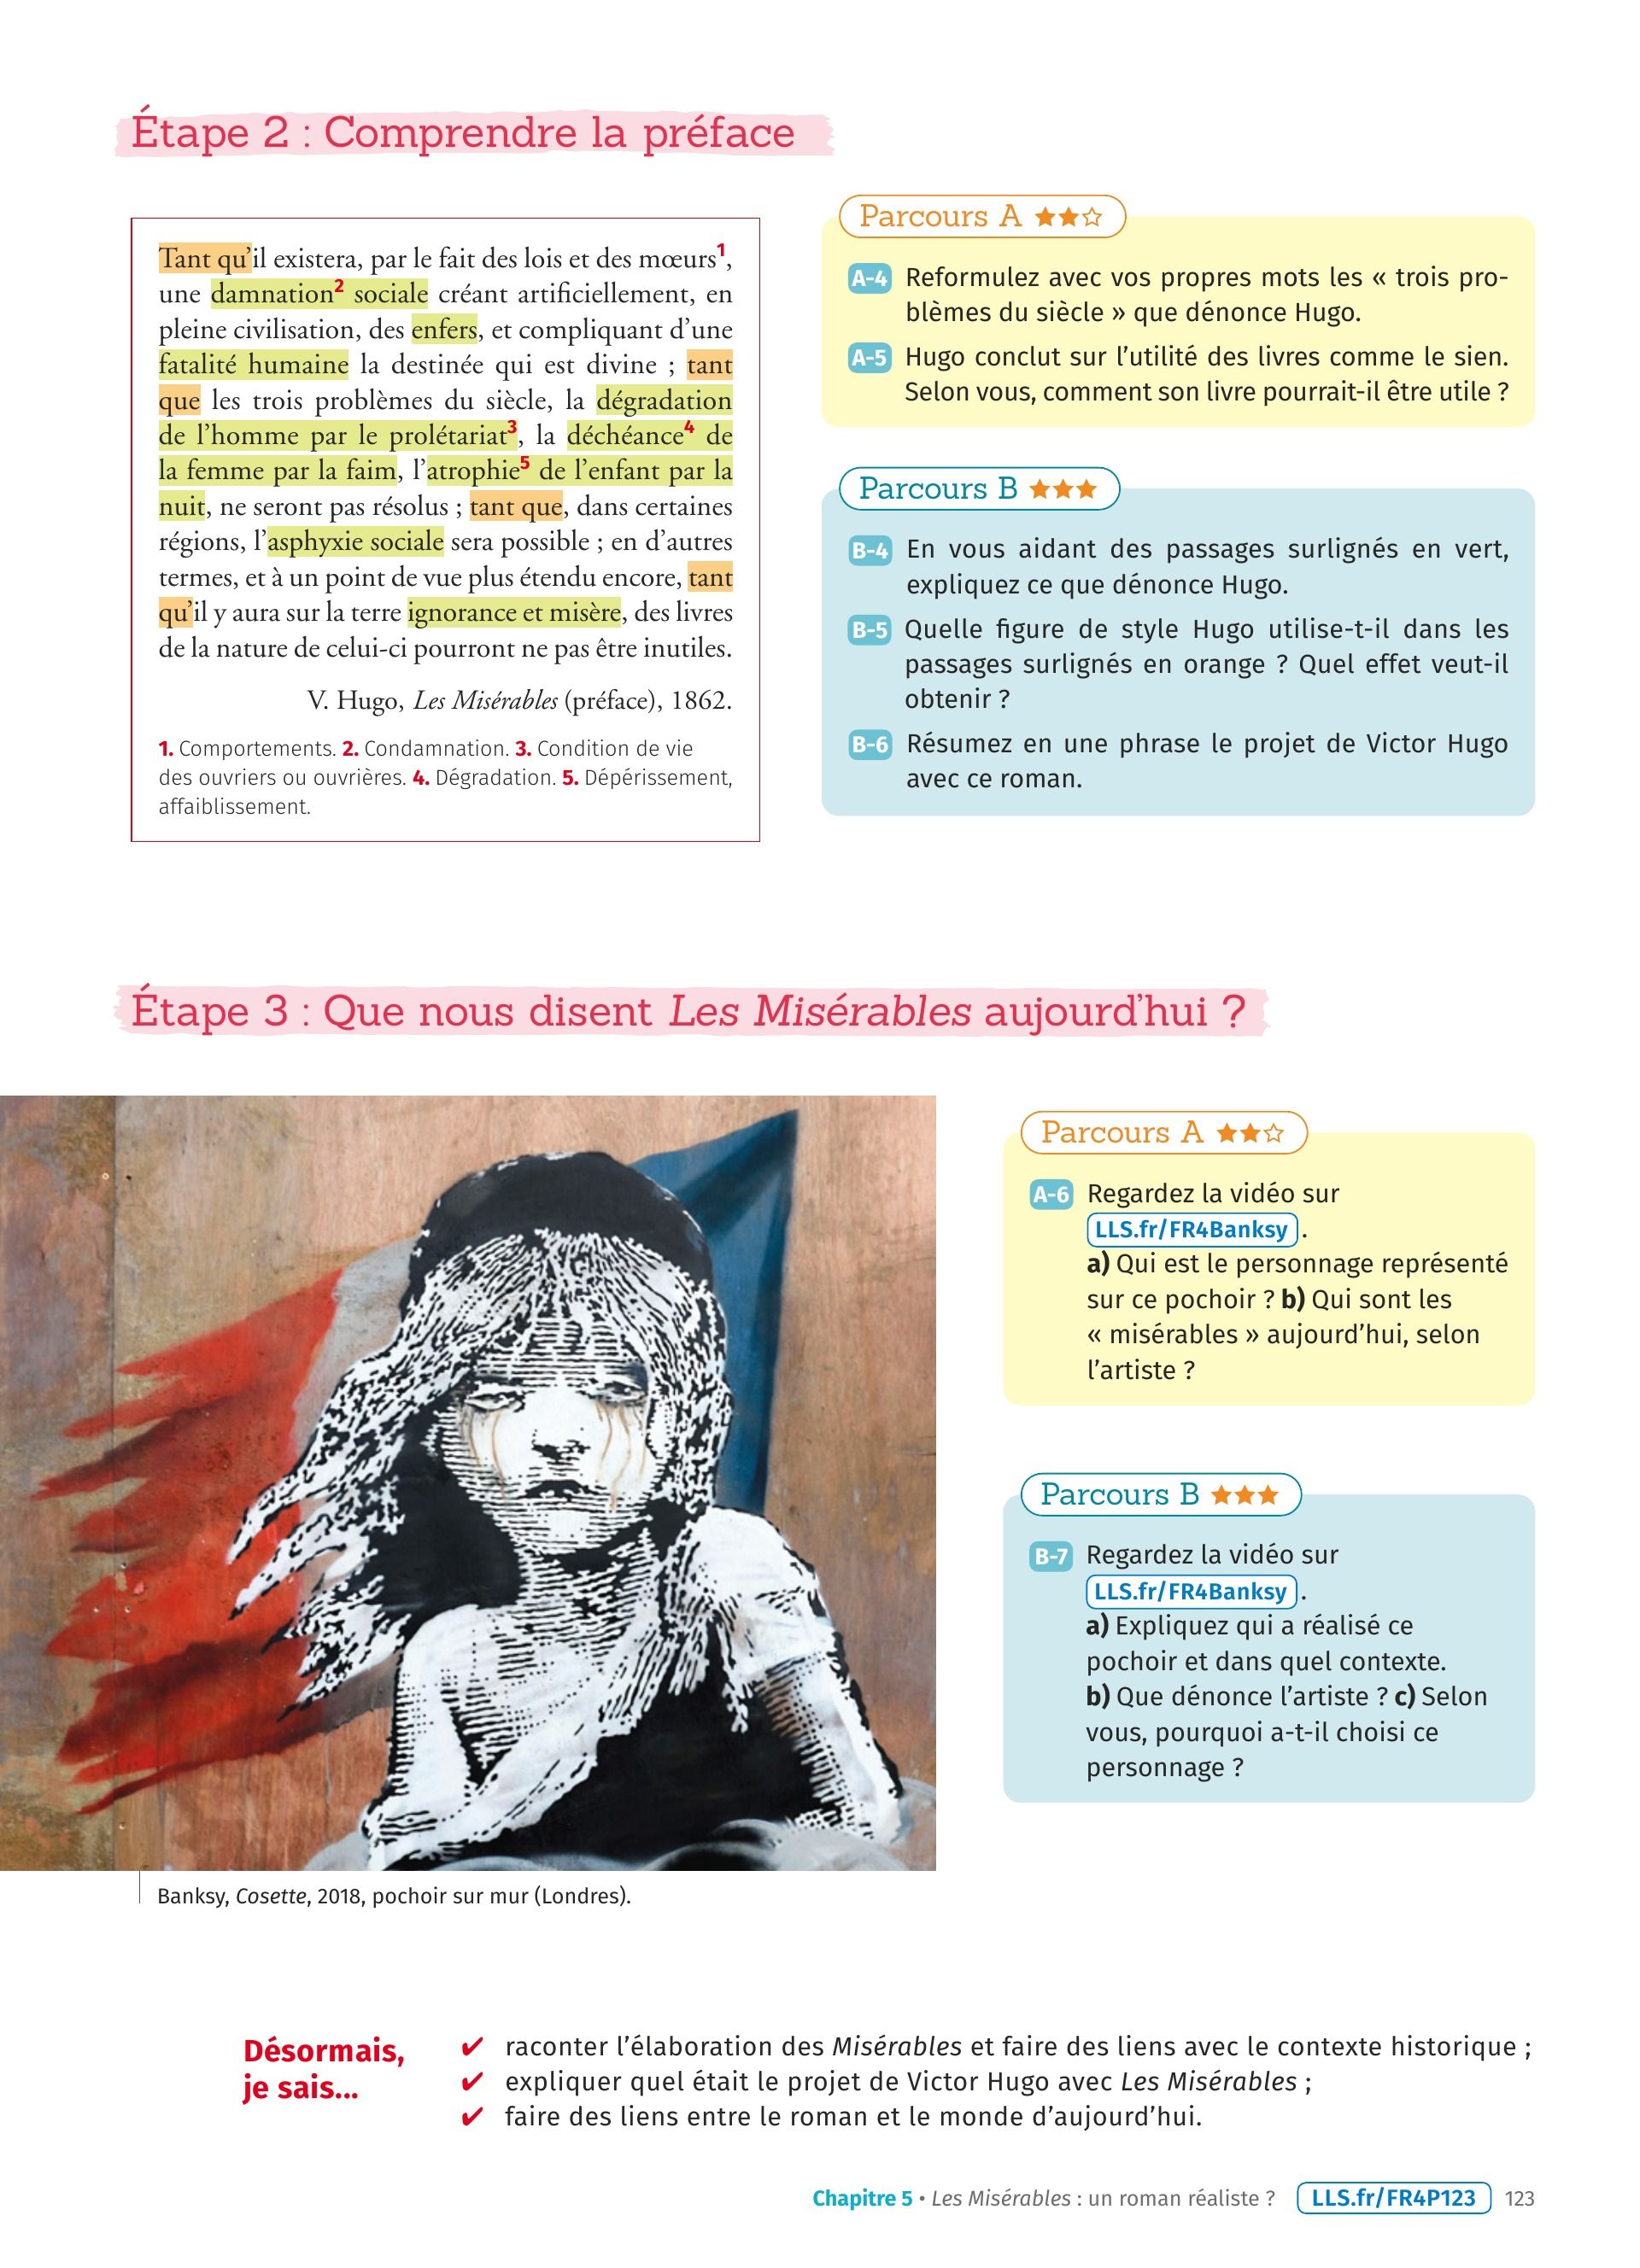 Étape 2 : Comprendre la préface
Tant qu’il existera, par le fait des lois et des mœurs1,
une damnation2 sociale créant artificiellement, en
pleine civilisation, des enfers, et compliquant d’une
fatalité humaine la destinée qui est divine ; tant
que les trois problèmes du siècle, la dégradation
de l’homme par le prolétariat3, la déchéance4 de
la femme par la faim, l’atrophie5 de l’enfant par la
nuit, ne seront pas résolus ; tant que, dans certaines
régions, l’asphyxie sociale sera possible ; en d’autres
termes, et à un point de vue plus étendu encore, tant
qu’il y aura sur la terre ignorance et misère, des livres
de la nature de celui-ci pourront ne pas être inutiles.
V. Hugo, Les Misérables (préface), 1862.
1. Comportements. 2. Condamnation. 3. Condition de vie
des ouvriers ou ouvrières. 4. Dégradation. 5. Dépérissement,
affaiblissement.
Parcours A
A-4 Reformulez avec vos propres mots les « trois pro-
blèmes du siècle » que dénonce Hugo.
A-5 Hugo conclut sur l’utilité des livres comme le sien.
Selon vous, comment son livre pourrait-il être utile ?
Parcours B
B-4 En vous aidant des passages surlignés en vert,
expliquez ce que dénonce Hugo.
B-5 Quelle figure de style Hugo utilise-t-il dans les
passages surlignés en orange ? Quel effet veut-il
obtenir ?
B-6 Résumez en une phrase le projet de Victor Hugo
avec ce roman.
Étape 3 : Que nous disent Les Misérables aujourd’hui ?
Banksy, Cosette, 2018, pochoir sur mur (Londres).
Parcours A
A-6 Regardez la vidéo sur
LLS.fr/FR4Banksy .
a) Qui est le personnage représenté
sur ce pochoir ? b) Qui sont les
« misérables » aujourd’hui, selon
l’artiste ?
Parcours B
B-7 Regardez la vidéo sur
LLS.fr/FR4Banksy .
a) Expliquez qui a réalisé ce
pochoir et dans quel contexte.
b) Que dénonce l’artiste ? c) Selon
vous, pourquoi a-t-il choisi ce
personnage ?
Désormais,
je sais...
✔ raconter l’élaboration des Misérables et faire des liens avec le contexte historique ;
✔ expliquer quel était le projet de Victor Hugo avec Les Misérables ;
✔ faire des liens entre le roman et le monde d’aujourd’hui.
Chapitre 5 • Les Misérables : un roman réaliste ? LLS.fr/FR4P123 123